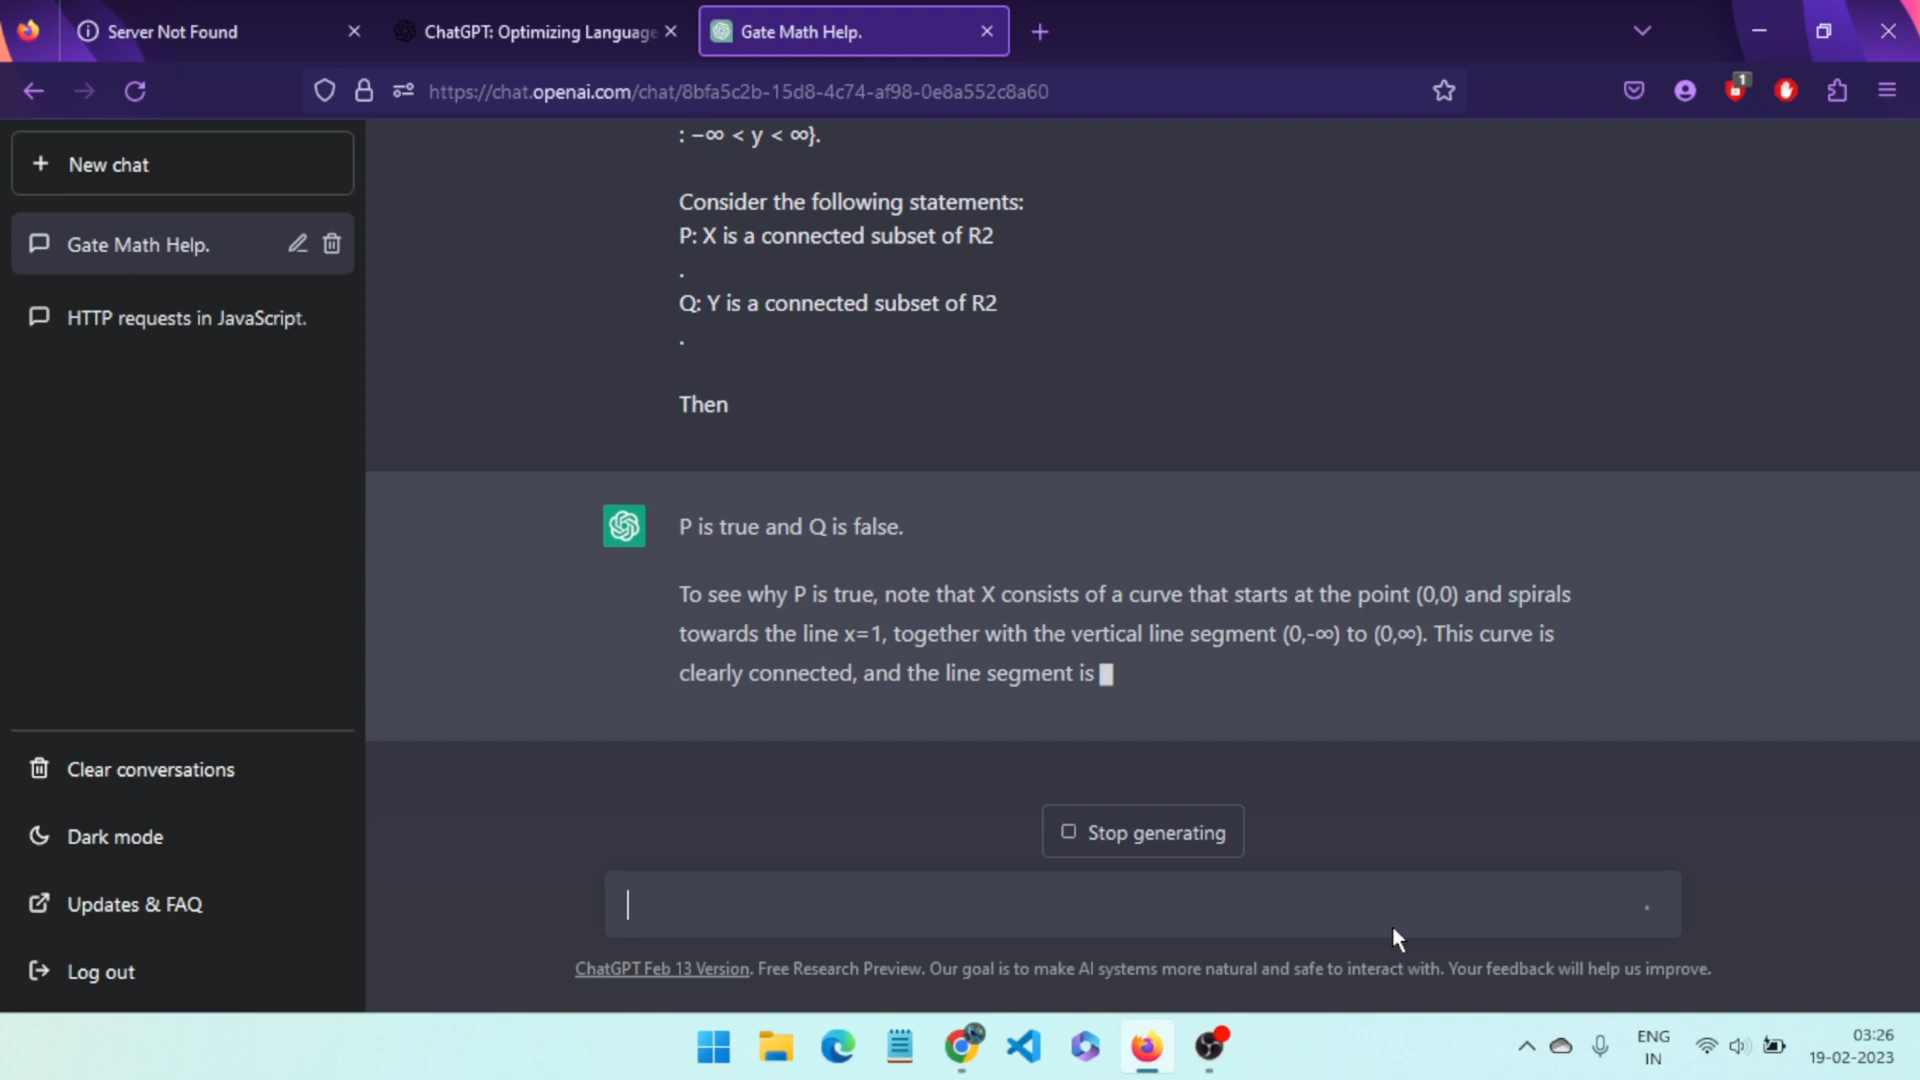 Server Not Found
ChatGPT: Optimizing Language
Gate Math Help.
https://chat.openai.com/chat/8bfa5c2b-15d8-4c74-af98-0e8a552c8a60
1
New chat
Gate Math Help.
HTTP requests in JavaScript.
Clear conversations
Dark mode
Updates & FAQ
Log out
: −∞ < y < ∞}.
Consider the following statements:
P: X is a connected subset of R2
.
Q: Y is a connected subset of R2
.
Then
P is true and Q is false.
To see why P is true, note that X consists of a curve that starts at the point (0,0) and spirals
towards the line x=1, together with the vertical line segment (0,-∞) to (0,∞). This curve is
clearly connected, and the line segment is
Stop generating
ChatGPT Feb 13 Version. Free Research Preview. Our goal is to make AI systems more natural and safe to interact with. Your feedback will help us improve.
ENG
IN
03:26
19-02-2023